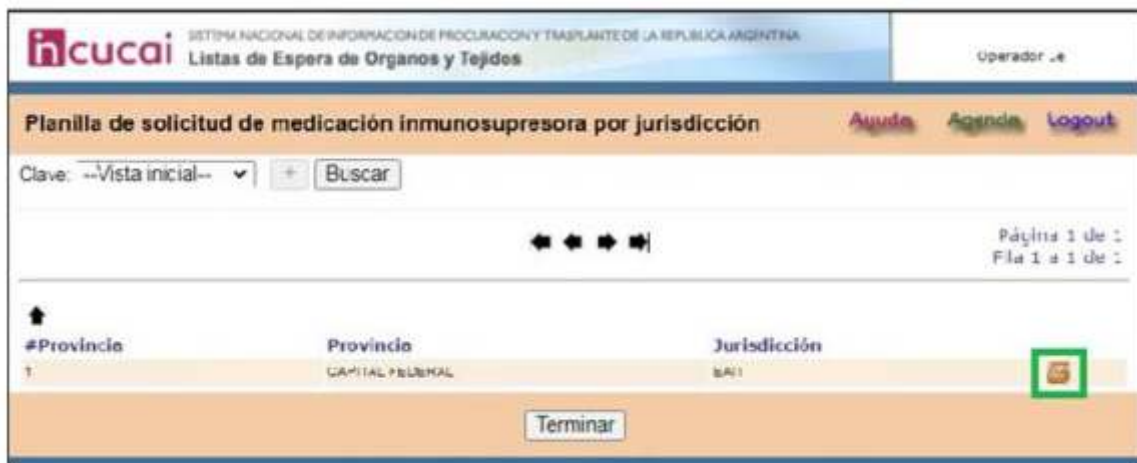 incucai
SISTEMA NACIONAL DE INFORMACION DE PROCURACION Y TRASPLANTE DE LA REPUBLICA ARGENTINA
Listas de Espera de Organos y Tejidos
Operador
Planilla de solicitud de medicación inmunosupresora por jurisdicción
Ayuda Agenda Logout
Clave: --Vista inicial-- + Buscar
Página 1 de 1
Fila 1 a 1 de 1
#Provincia Provincia Jurisdicción
1 CAPITAL FEDERAL
Terminar